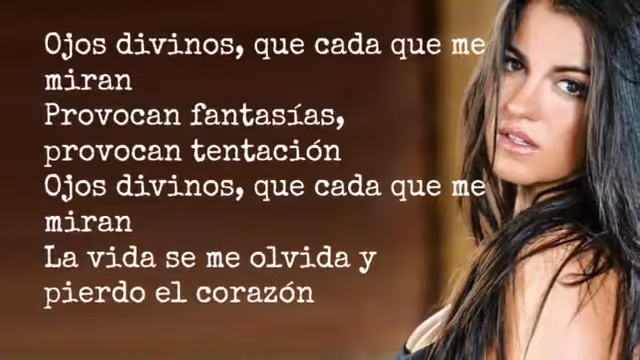 Ojos divinos, que cada que me
miran
Provocan fantasías,
provocan tentación
Ojos divinos, que cada que me
miran
La vida se me olvida y
pierdo el corazón